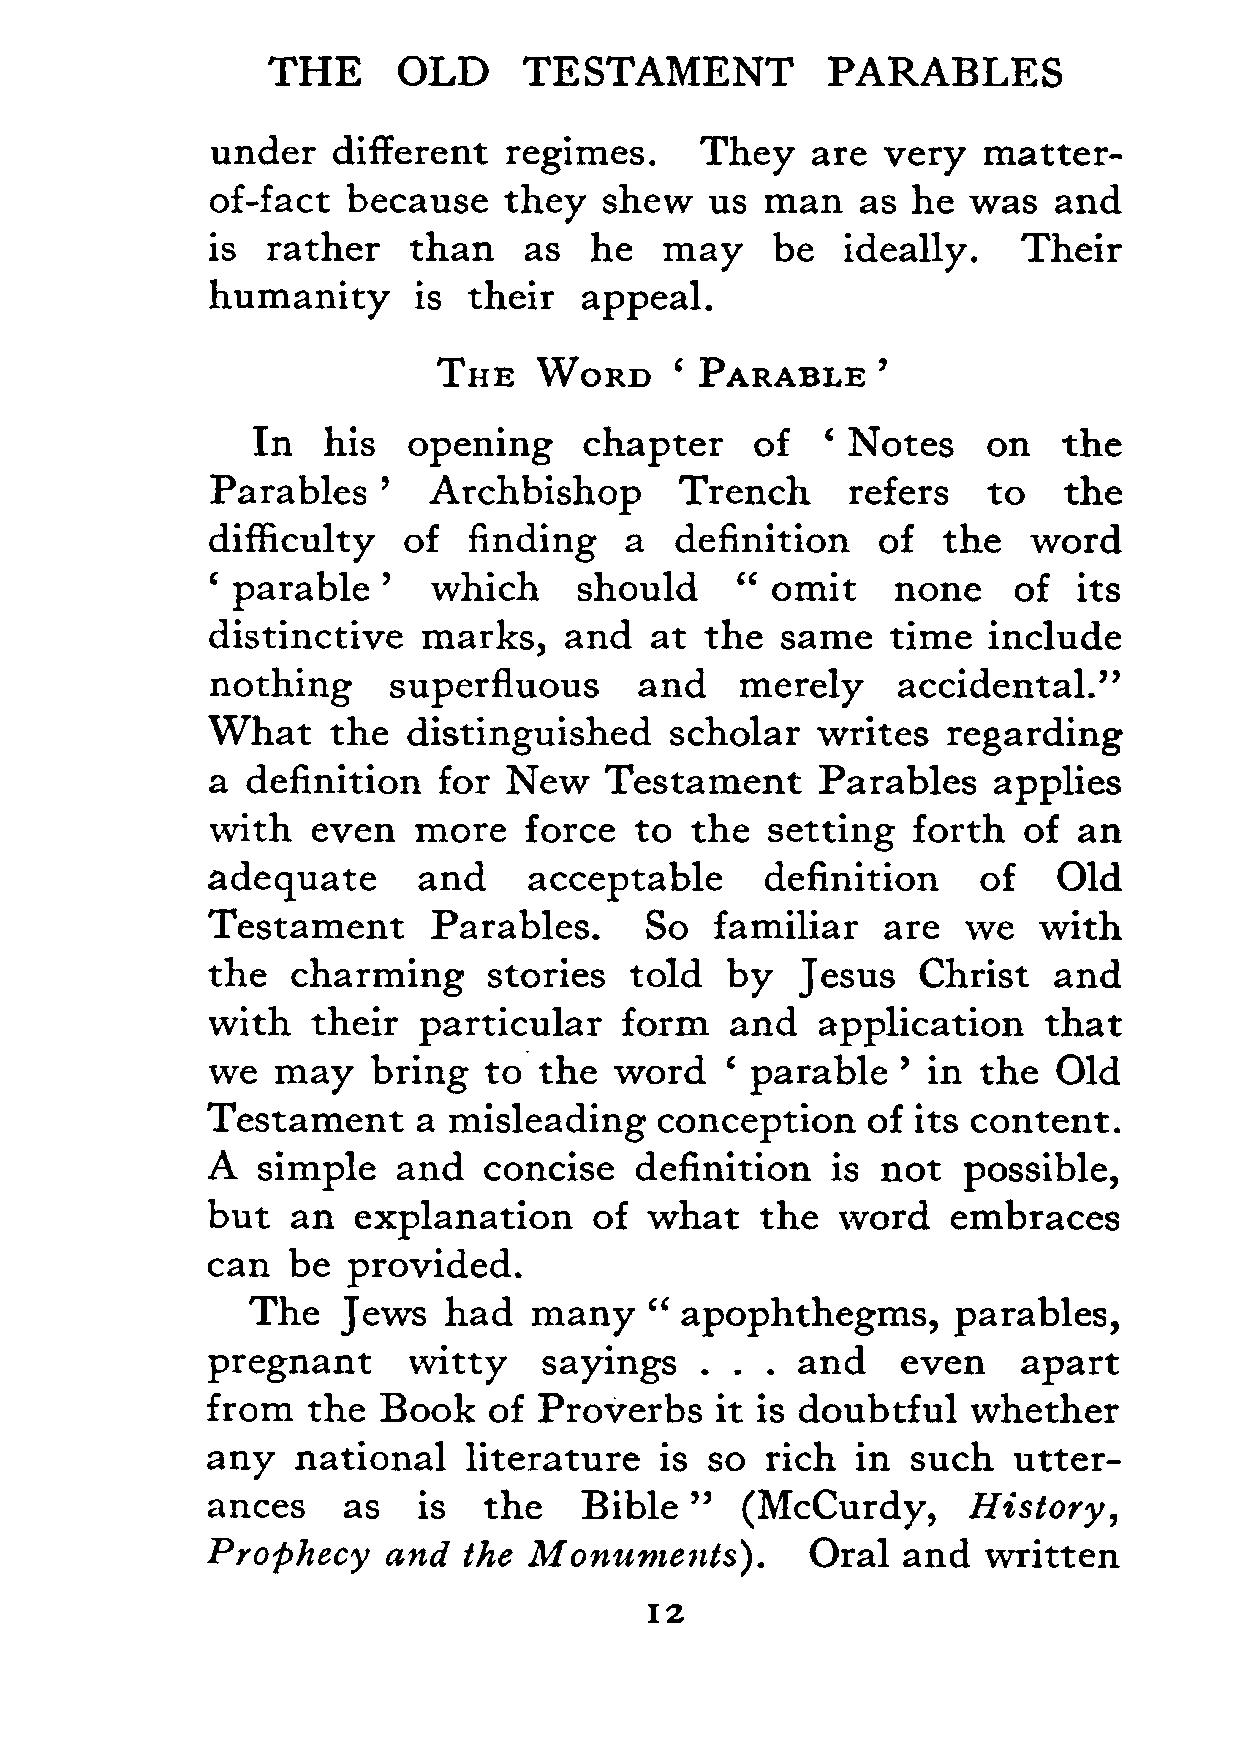 THE OLD TESTAMENT PARABLES
under different regimes. They are very matter-
of-fact because they shew us man as he was and
is rather than as he may be ideally. Their
humanity is their appeal.
The Word ‘ Parable ’
In his opening chapter of ‘ Notes on the
Parables ’ Archbishop Trench refers to the
difficulty of finding a definition of the word
‘ parable ’ which should “ omit none of its
distinctive marks, and at the same time include
nothing superfluous and merely accidental.”
What the distinguished scholar writes regarding
a definition for New Testament Parables applies
with even more force to the setting forth of an
adequate and acceptable definition of Old
Testament Parables. So familiar are we with
the charming stories told by Jesus Christ and
with their particular form and application that
we may bring to the word ‘ parable ’ in the Old
Testament a misleading conception of its content.
A simple and concise definition is not possible,
but an explanation of what the word embraces
can be provided.
The Jews had many “ apophthegms, parables,
pregnant witty sayings . . . and even apart
from the Book of Proverbs it is doubtful whether
any national literature is so rich in such utter-
ances as is the Bible ” (McCurdy, History,
Prophecy and the Monuments). Oral and written
12